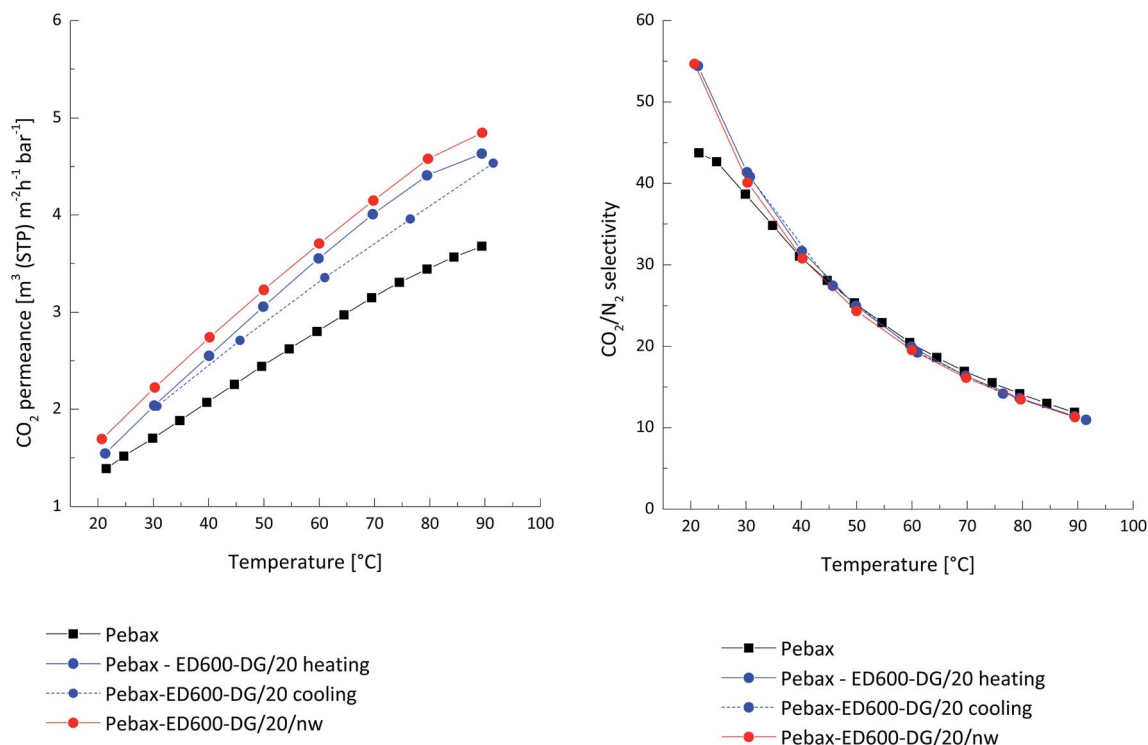 5
4
3
2
1
CO₂ permeance [m³ (STP) m⁻²h⁻¹ bar⁻¹]
6
20 30 40 50 60 70 80 90 100
Temperature [°C]
Pebax
Pebax - ED600-DG/20 heating
Pebax-ED600-DG/20 cooling
Pebax-ED600-DG/20/nw
60
50
40
30
20
10
0
CO₂/N₂ selectivity
20 30 40 50 60 70 80 90 100
Temperature [°C]
Pebax
Pebax - ED600-DG/20 heating
Pebax-ED600-DG/20 cooling
Pebax-ED600-DG/20/nw